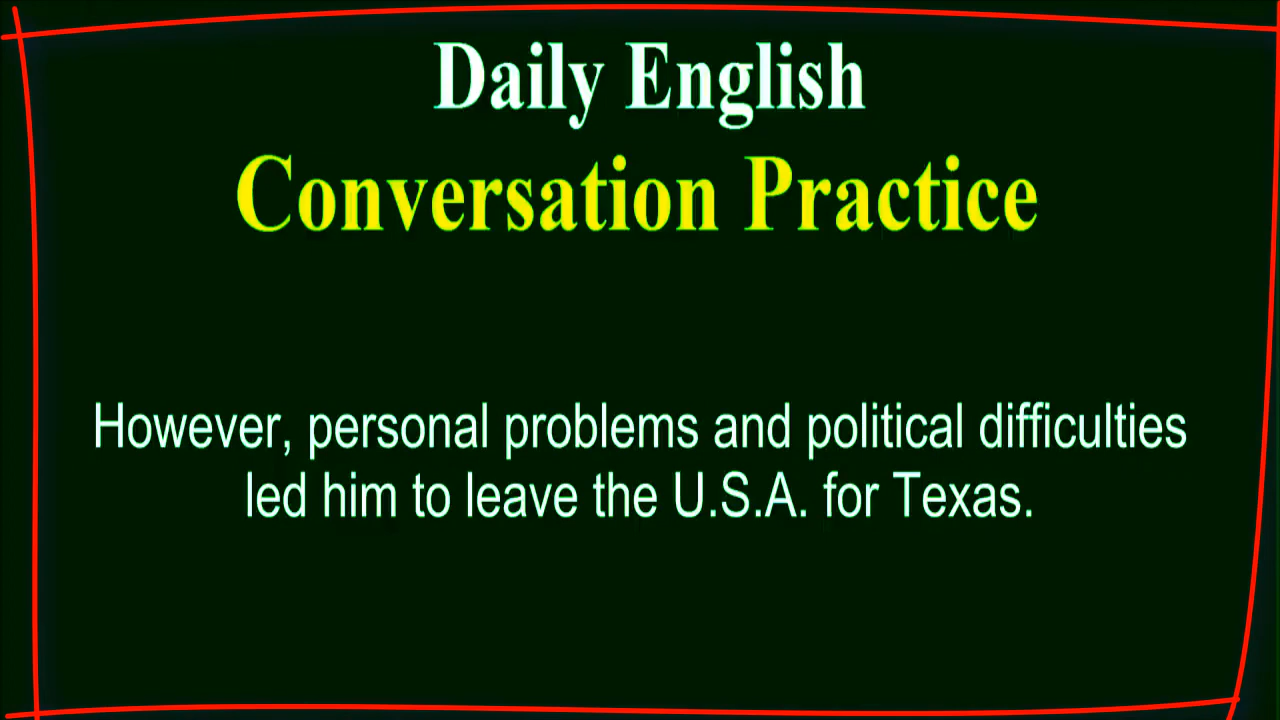 Daily English
Conversation Practice
However, personal problems and political difficulties
led him to leave the U.S.A. for Texas.